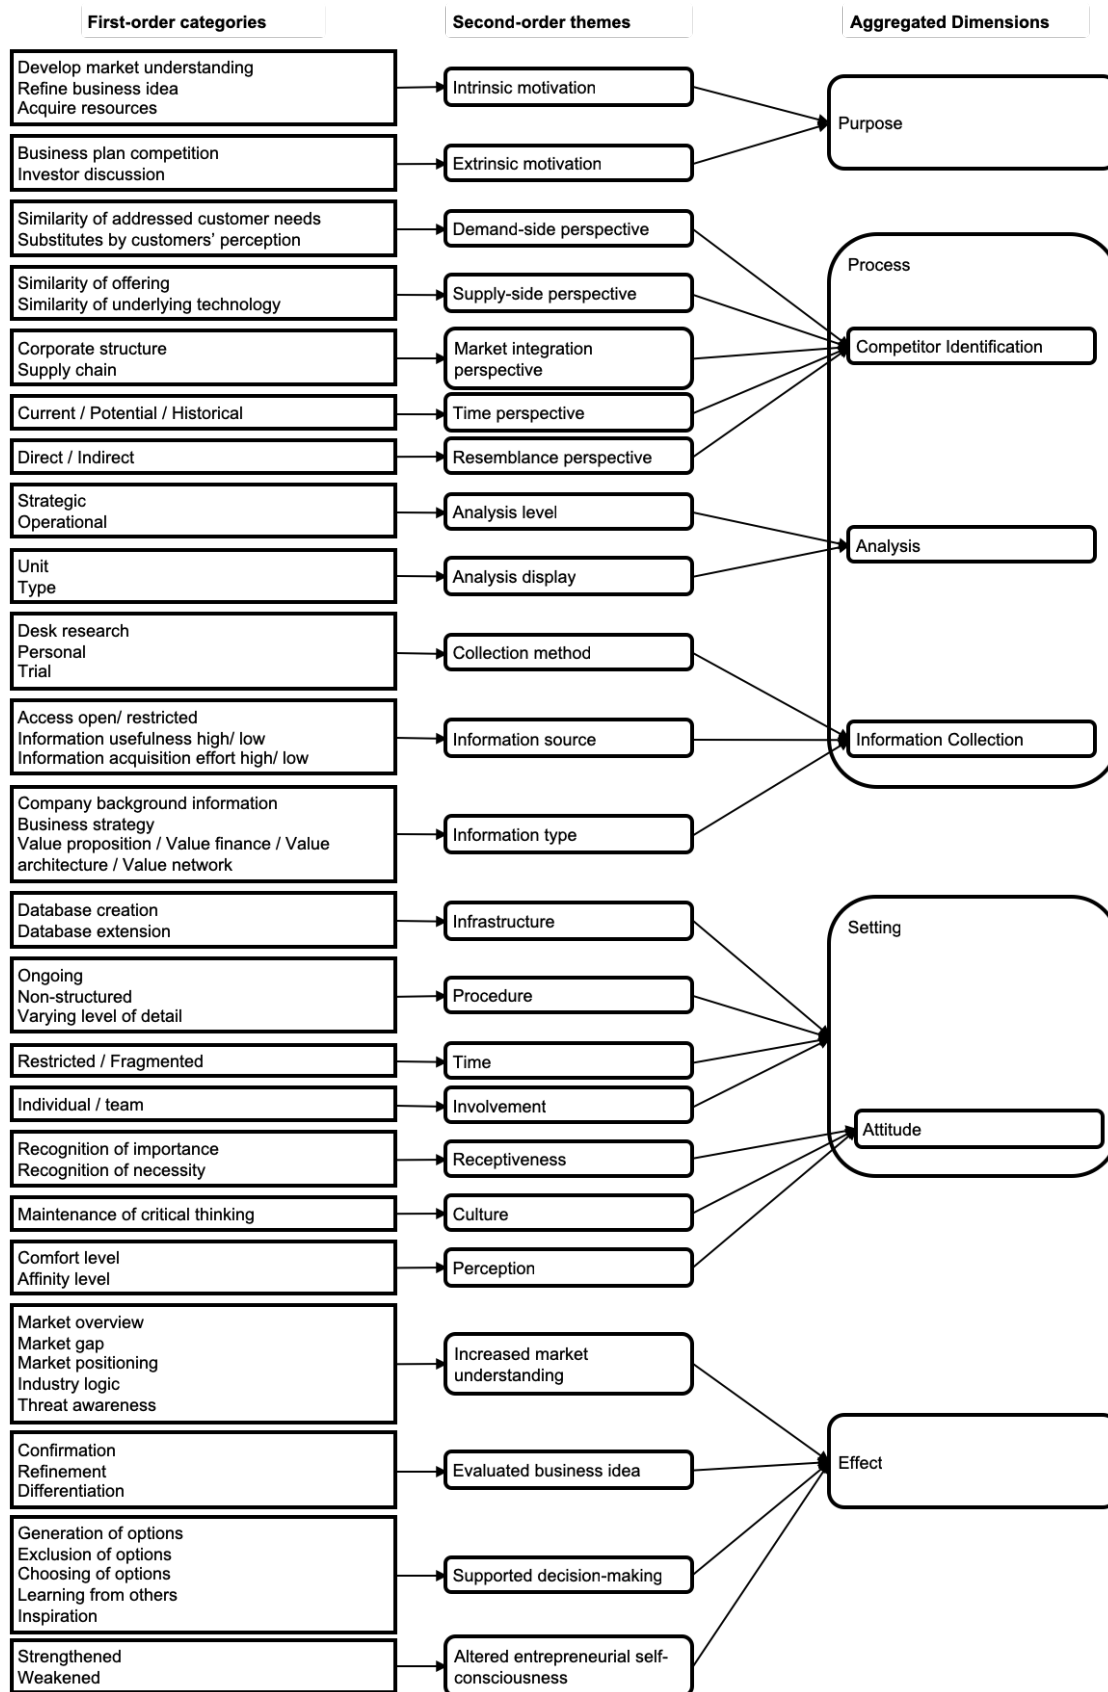 First-order categories
Second-order themes
Aggregated Dimensions
Develop market understanding
Refine business idea
Acquire resources
Intrinsic motivation
Purpose
Business plan competition
Investor discussion
Extrinsic motivation
Similarity of addressed customer needs
Substitutes by customers’ perception
Demand-side perspective
Process
Similarity of offering
Similarity of underlying technology
Supply-side perspective
Corporate structure
Supply chain
Market integration
perspective
Competitor Identification
Current / Potential / Historical
Time perspective
Direct / Indirect
Resemblance perspective
Strategic
Operational
Analysis level
Analysis
Unit
Type
Analysis display
Desk research
Personal
Trial
Collection method
Access open/ restricted
Information usefulness high/ low
Information acquisition effort high/ low
Information source
Information Collection
Company background information
Business strategy
Value proposition / Value finance / Value
architecture / Value network
Information type
Database creation
Database extension
Infrastructure
Setting
Ongoing
Non-structured
Varying level of detail
Procedure
Restricted / Fragmented
Time
Individual / team
Involvement
Attitude
Recognition of importance
Recognition of necessity
Receptiveness
Maintenance of critical thinking
Culture
Comfort level
Affinity level
Perception
Market overview
Market gap
Market positioning
Industry logic
Threat awareness
Increased market
understanding
Confirmation
Refinement
Differentiation
Evaluated business idea
Effect
Generation of options
Exclusion of options
Choosing of options
Learning from others
Inspiration
Supported decision-making
Strengthened
Weakened
Altered entrepreneurial self-
consciousness